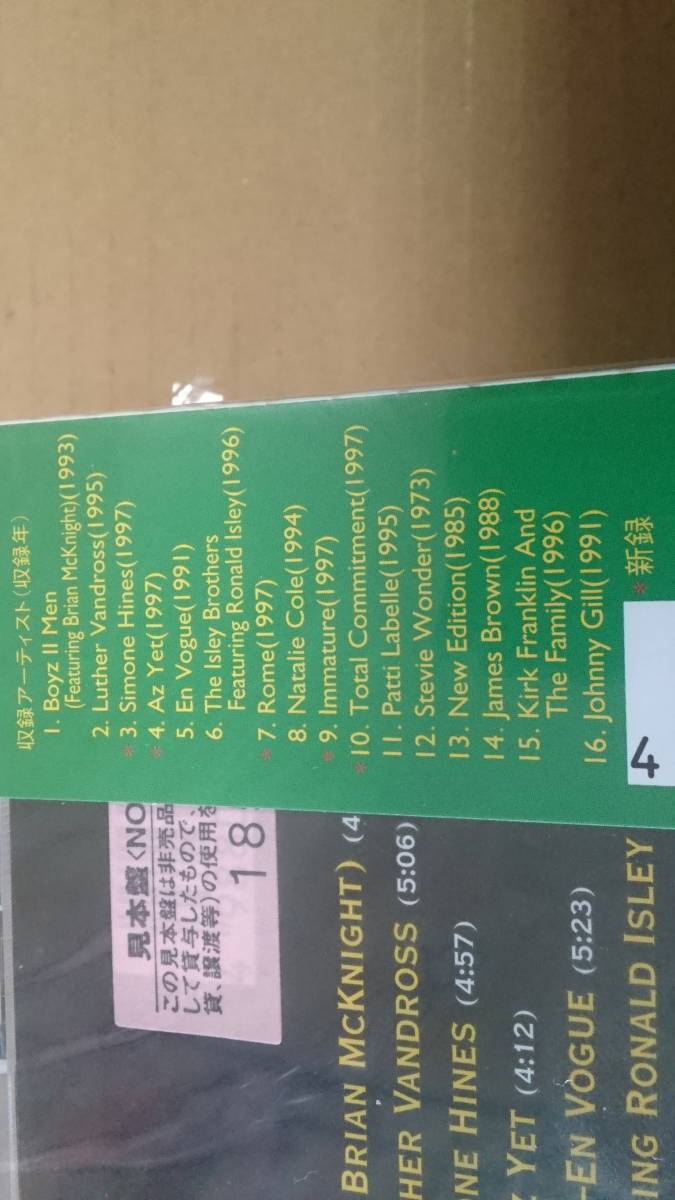 収録アーティスト(収録年)
1. Boyz II Men
(Featuring Brian McKnight)(1993)
2. Luther Vandross(1995)
*3. Simone Hines(1997)
*4. Az Yet(1997)
5. En Vogue(1991)
6. The Isley Brothers
Featuring Ronald Isley(1996)
*7. Rome(1997)
8. Natalie Cole(1994)
*9. Immature(1997)
*10. Total Commitment(1997)
11. Patti Labelle(1995)
12. Stevie Wonder(1973)
13. New Edition(1985)
14. James Brown(1988)
15. Kirk Franklin And
The Family(1996)
16. Johnny Gill(1991)
*新録
4
見本盤<NO
この見本盤は非売品
して貸与したもので、
貸、譲渡等)の使用を
18
BRIAN MCKNIGHT) (4
HER VANDROSS (5:06)
NE HINES (4:57)
YET (4:12)
-EN VOGUE (5:23)
ING RONALD ISLEY